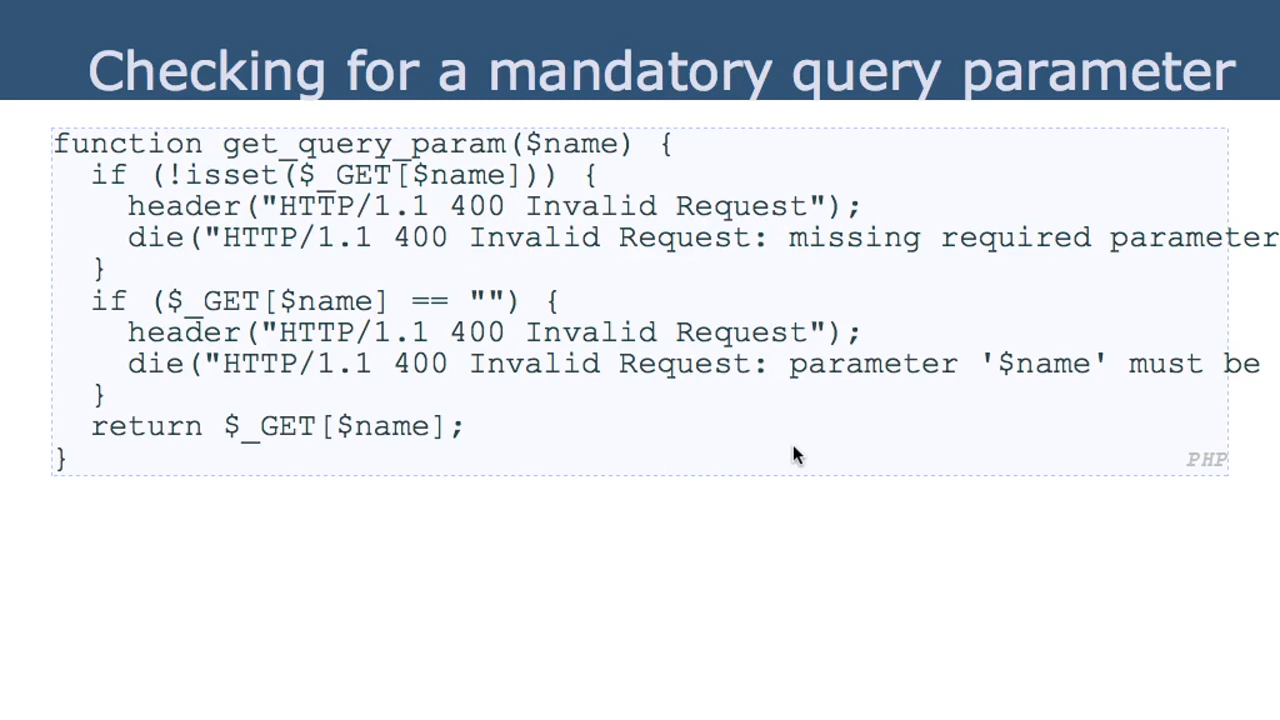 Checking for a mandatory query parameter
function get_query_param($name) {
  if (!isset($_GET[$name])) {
    header("HTTP/1.1 400 Invalid Request");
    die("HTTP/1.1 400 Invalid Request: missing required parameter
  }
  if ($_GET[$name] == "") {
    header("HTTP/1.1 400 Invalid Request");
    die("HTTP/1.1 400 Invalid Request: parameter '$name' must be
  }
  return $_GET[$name];
}
PHP